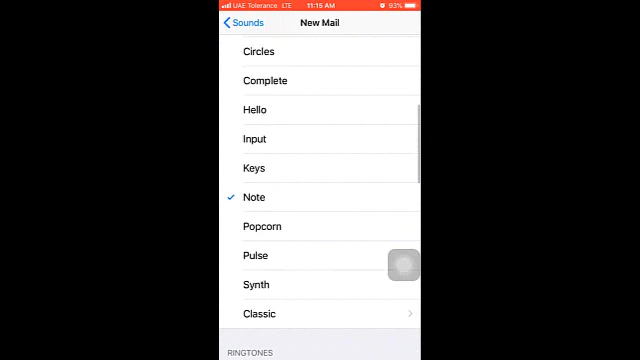 UAE Tolerance LTE 11:15 AM 93%
Sounds New Mail
Circles
Complete
Hello
Input
Keys
Note
Popcorn
Pulse
Synth
Classic
RINGTONES